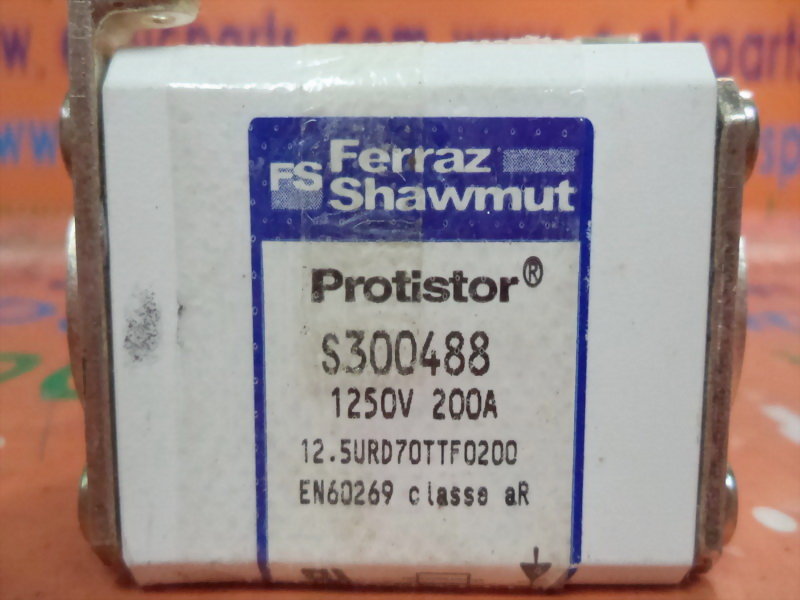 FS Ferraz
Shawmut
Protistor®
S300488
1250V 200A
12.5URD70TTF0200
EN60269 classe aR